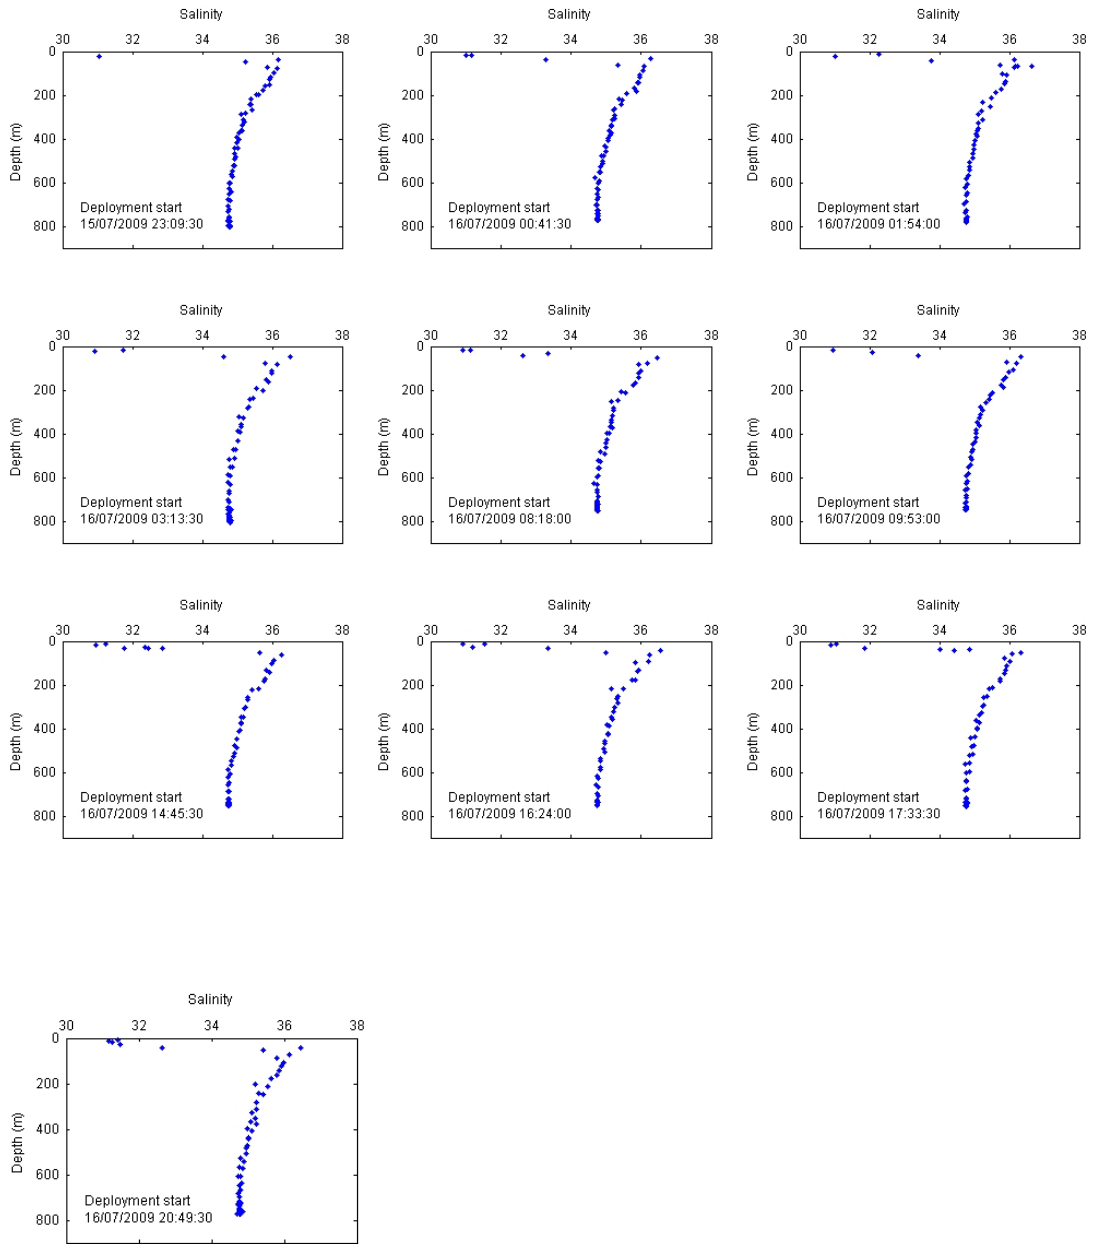 Salinity
30 32 34 36 38
0
200
400
600
800
Depth (m)
Deployment start
15/07/2009 23:09:30
Salinity
30 32 34 36 38
0
200
400
600
800
Depth (m)
Deployment start
16/07/2009 00:41:30
Salinity
30 32 34 36 38
0
200
400
600
800
Depth (m)
Deployment start
16/07/2009 01:54:00
Salinity
30 32 34 36 38
0
200
400
600
800
Depth (m)
Deployment start
16/07/2009 03:13:30
Salinity
30 32 34 36 38
0
200
400
600
800
Depth (m)
Deployment start
16/07/2009 08:18:00
Salinity
30 32 34 36 38
0
200
400
600
800
Depth (m)
Deployment start
16/07/2009 09:53:00
Salinity
30 32 34 36 38
0
200
400
600
800
Depth (m)
Deployment start
16/07/2009 14:45:30
Salinity
30 32 34 36 38
0
200
400
600
800
Depth (m)
Deployment start
16/07/2009 16:24:00
Salinity
30 32 34 36 38
0
200
400
600
800
Depth (m)
Deployment start
16/07/2009 17:33:30
Salinity
30 32 34 36 38
0
200
400
600
800
Depth (m)
Deployment start
16/07/2009 20:49:30